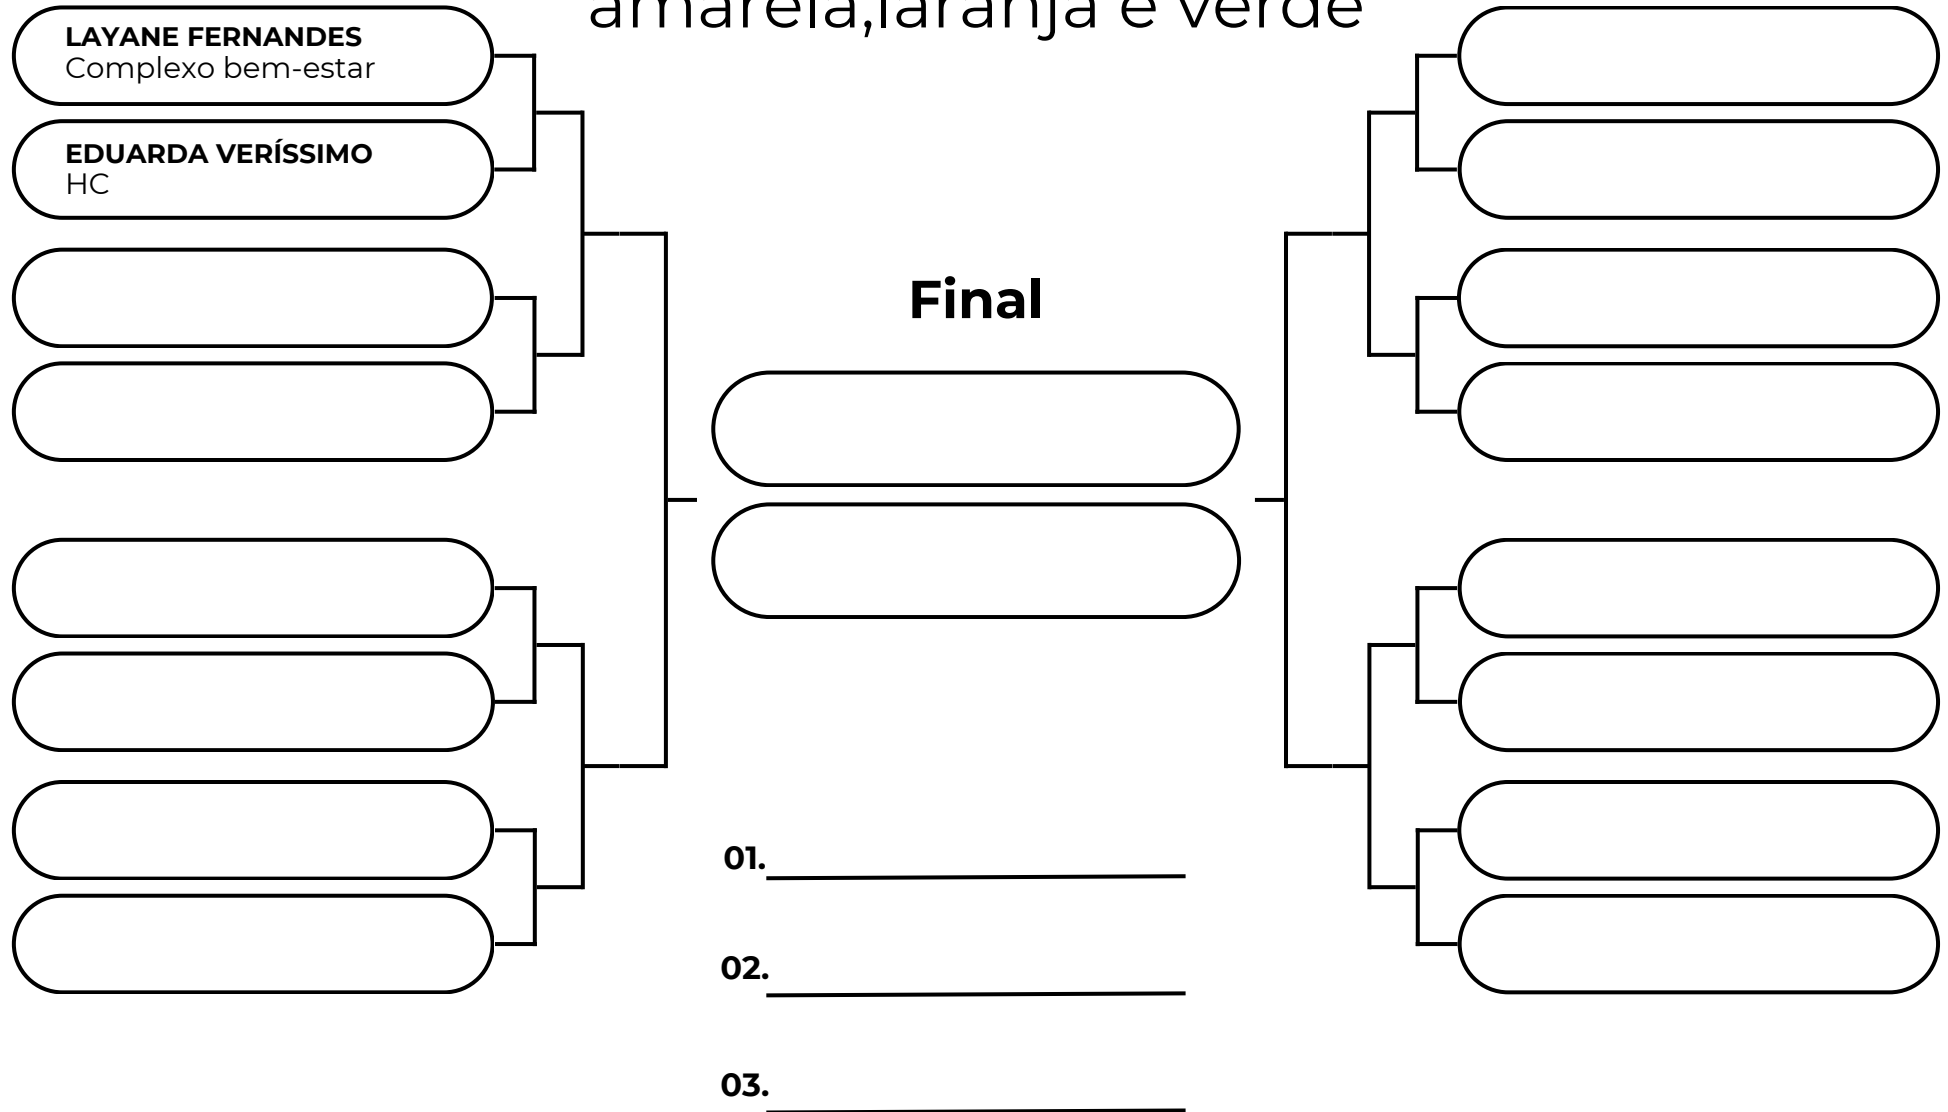 amarela,laranja e verde
LAYANE FERNANDES
Complexo bem-estar
EDUARDA VERÍSSIMO
HC
Final
01.
02.
03.